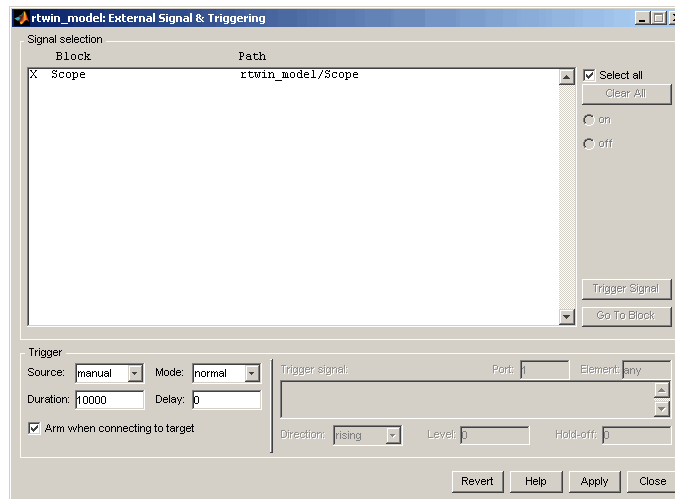 rtwin_model: External Signal & Triggering
Signal selection
Block Path
X Scope rtwin_model/Scope
Select all
Clear All
on
off
Trigger Signal
Go To Block
Trigger
Source: manual Mode: normal
Duration: 10000 Delay: 0
Arm when connecting to target
Trigger signal: Port: 1 Element: any
Direction: rising Level: 0 Hold-off: 0
Revert Help Apply Close